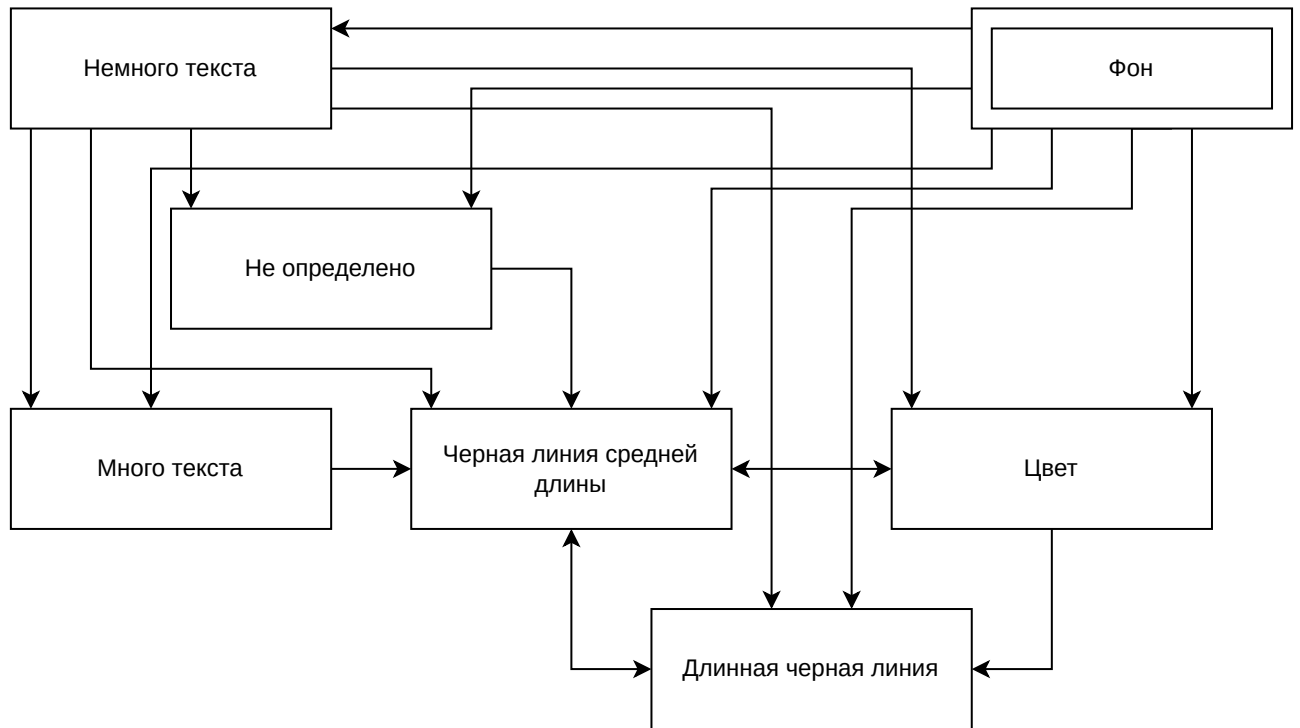 Немного текста
Фон
Не определено
Много текста
Черная линия средней
длины
Цвет
Длинная черная линия